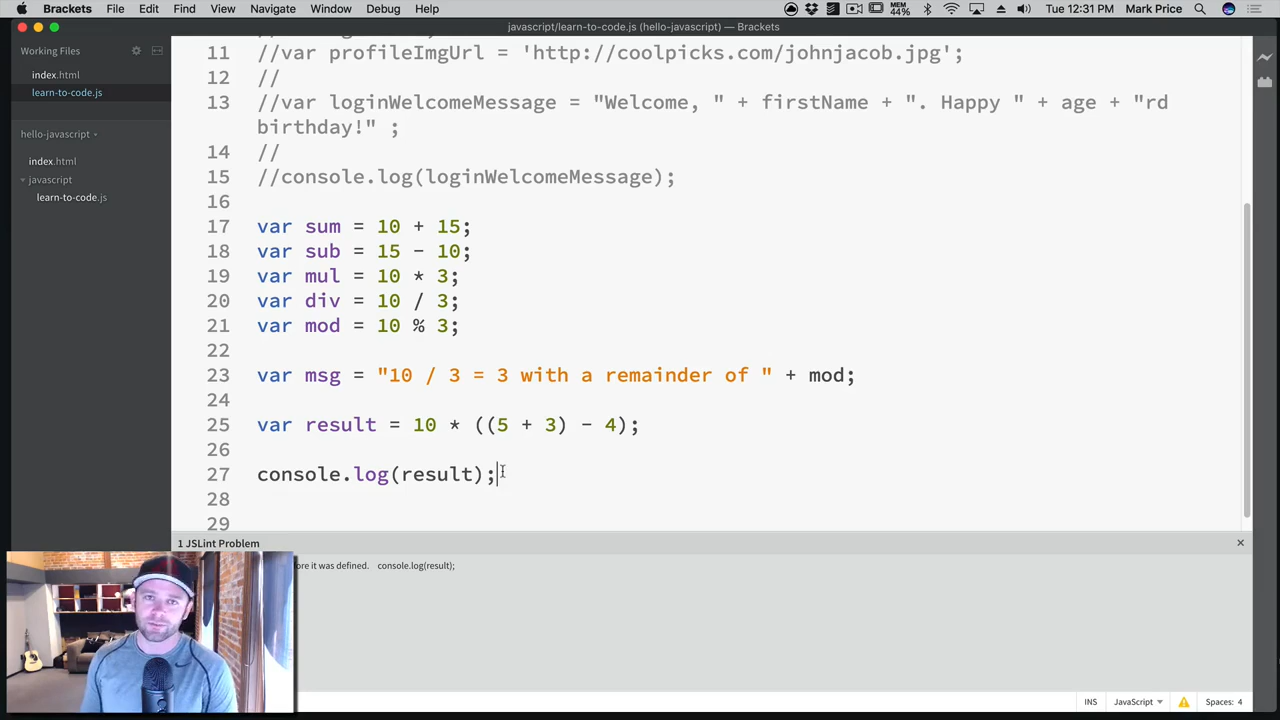 Brackets File Edit Find View Navigate Window Debug Help MEM 44% Tue 12:31 PM Mark Price
javascript/learn-to-code.js (hello-javascript) — Brackets
Working Files
index.html
learn-to-code.js
hello-javascript
index.html
javascript
learn-to-code.js
11 //var profileImgUrl = 'http://coolpicks.com/johnjacob.jpg';
12 //
13 //var loginWelcomeMessage = "Welcome, " + firstName + ". Happy " + age + "rd
birthday!" ;
14 //
15 //console.log(loginWelcomeMessage);
16
17 var sum = 10 + 15;
18 var sub = 15 - 10;
19 var mul = 10 * 3;
20 var div = 10 / 3;
21 var mod = 10 % 3;
22
23 var msg = "10 / 3 = 3 with a remainder of " + mod;
24
25 var result = 10 * ((5 + 3) - 4);
26
27 console.log(result);
28
29
1 JSLint Problem
it was defined. console.log(result);
INS JavaScript Spaces: 4